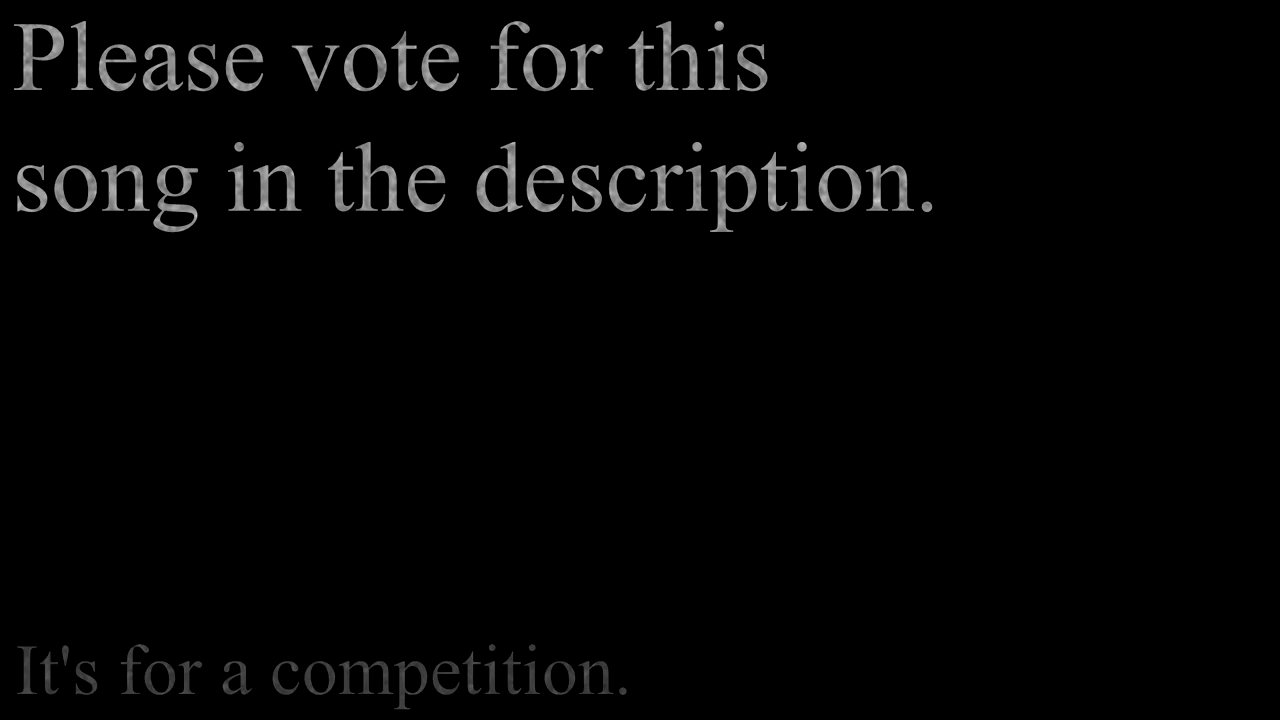 Please vote for this
song in the description.
It's for a competition.